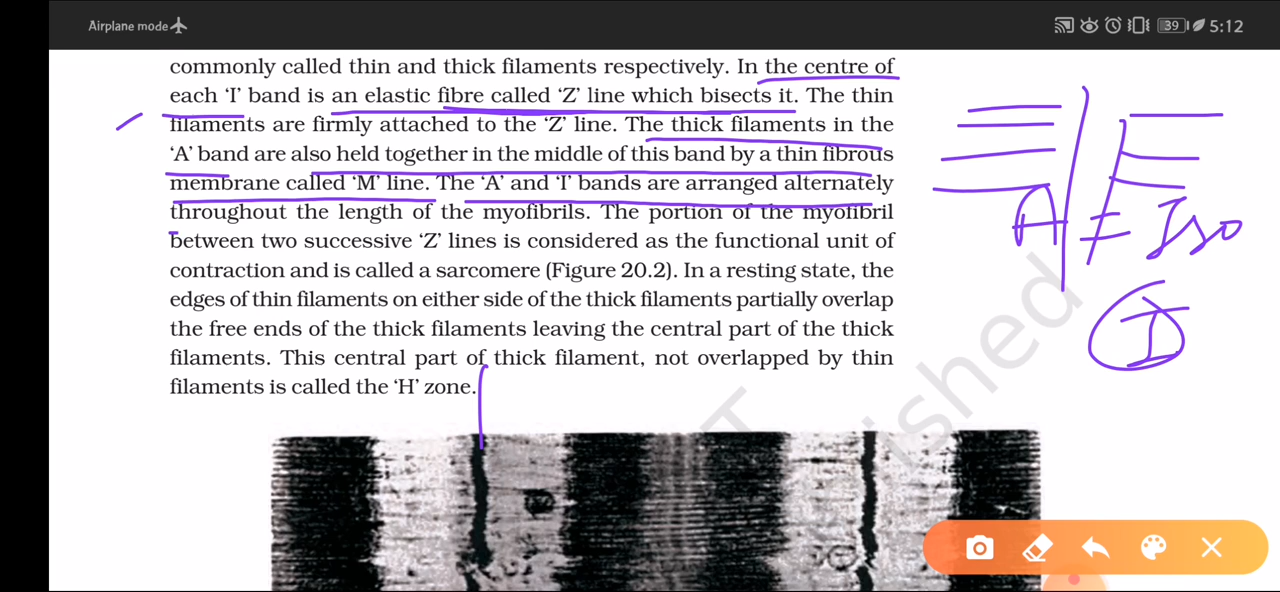 Airplane mode
39 5:12
commonly called thin and thick filaments respectively. In the centre of
each ‘I’ band is an elastic fibre called ‘Z’ line which bisects it. The thin
filaments are firmly attached to the ‘Z’ line. The thick filaments in the
‘A’ band are also held together in the middle of this band by a thin fibrous
membrane called ‘M’ line. The ‘A’ and ‘I’ bands are arranged alternately
throughout the length of the myofibrils. The portion of the myofibril
between two successive ‘Z’ lines is considered as the functional unit of
contraction and is called a sarcomere (Figure 20.2). In a resting state, the
edges of thin filaments on either side of the thick filaments partially overlap
the free ends of the thick filaments leaving the central part of the thick
filaments. This central part of thick filament, not overlapped by thin
filaments is called the ‘H’ zone.
A Iso
I
ished